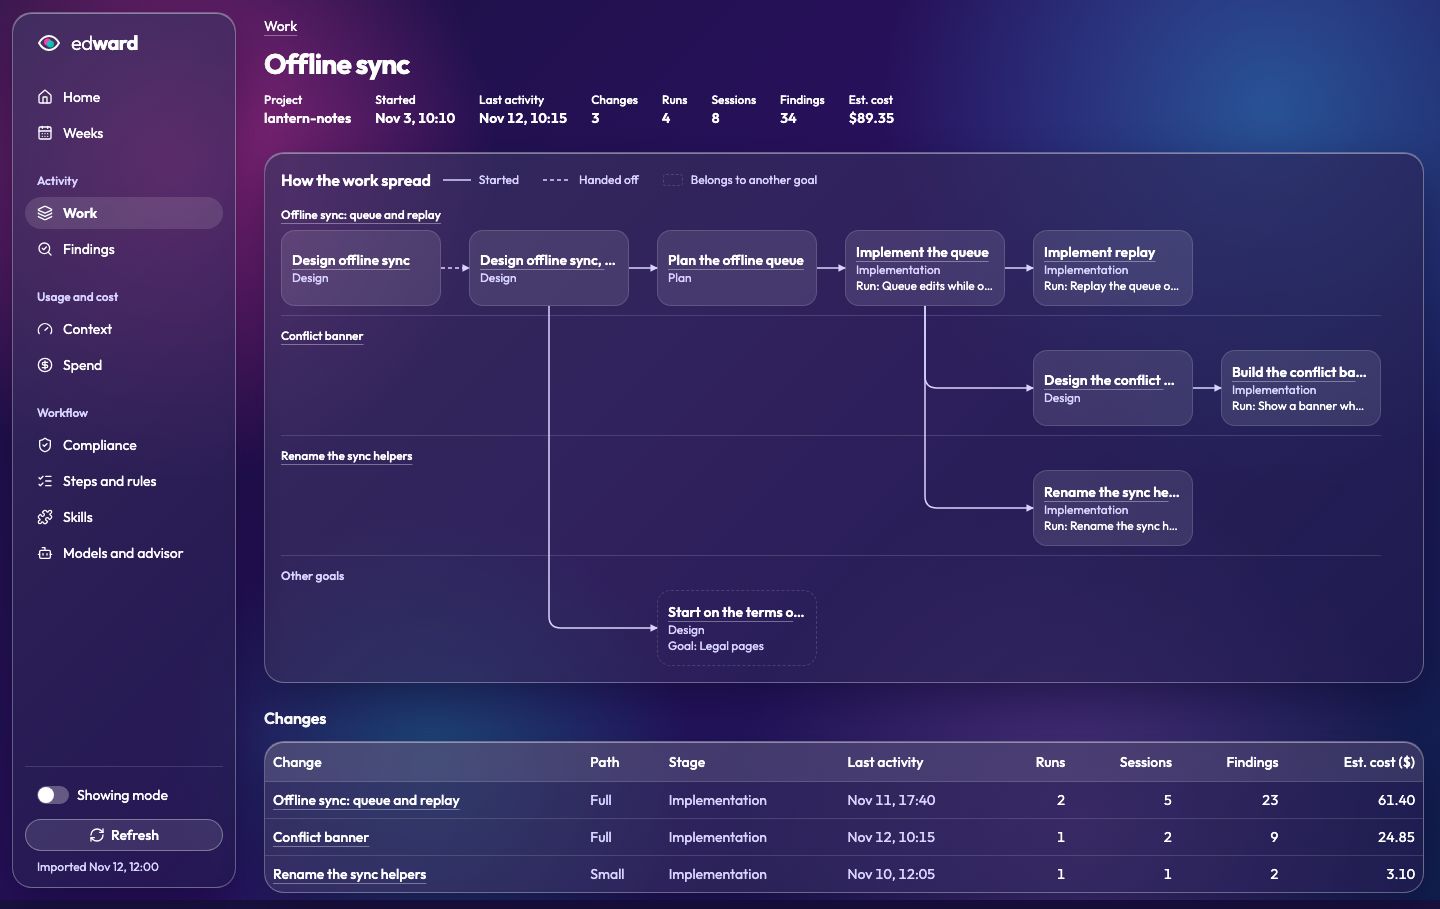 edward
Home
Weeks
Activity
Work
Findings
Usage and cost
Context
Spend
Workflow
Compliance
Steps and rules
Skills
Models and advisor
Showing mode
Refresh
Imported Nov 12, 12:00
Work
Offline sync
Project Started Last activity Changes Runs Sessions Findings Est. cost
lantern-notes Nov 3, 10:10 Nov 12, 10:15 3 4 8 34 $89.35
How the work spread Started Handed off Belongs to another goal
Offline sync: queue and replay
Design offline sync
Design
Design offline sync, ...
Design
Plan the offline queue
Plan
Implement the queue
Implementation
Run: Queue edits while o...
Implement replay
Implementation
Run: Replay the queue o...
Conflict banner
Design the conflict ...
Design
Build the conflict ba...
Implementation
Run: Show a banner wh...
Rename the sync helpers
Rename the sync he...
Implementation
Run: Rename the sync h...
Other goals
Start on the terms o...
Design
Goal: Legal pages
Changes
Change Path Stage Last activity Runs Sessions Findings Est. cost ($)
Offline sync: queue and replay Full Implementation Nov 11, 17:40 2 5 23 61.40
Conflict banner Full Implementation Nov 12, 10:15 1 2 9 24.85
Rename the sync helpers Small Implementation Nov 10, 12:05 1 1 2 3.10